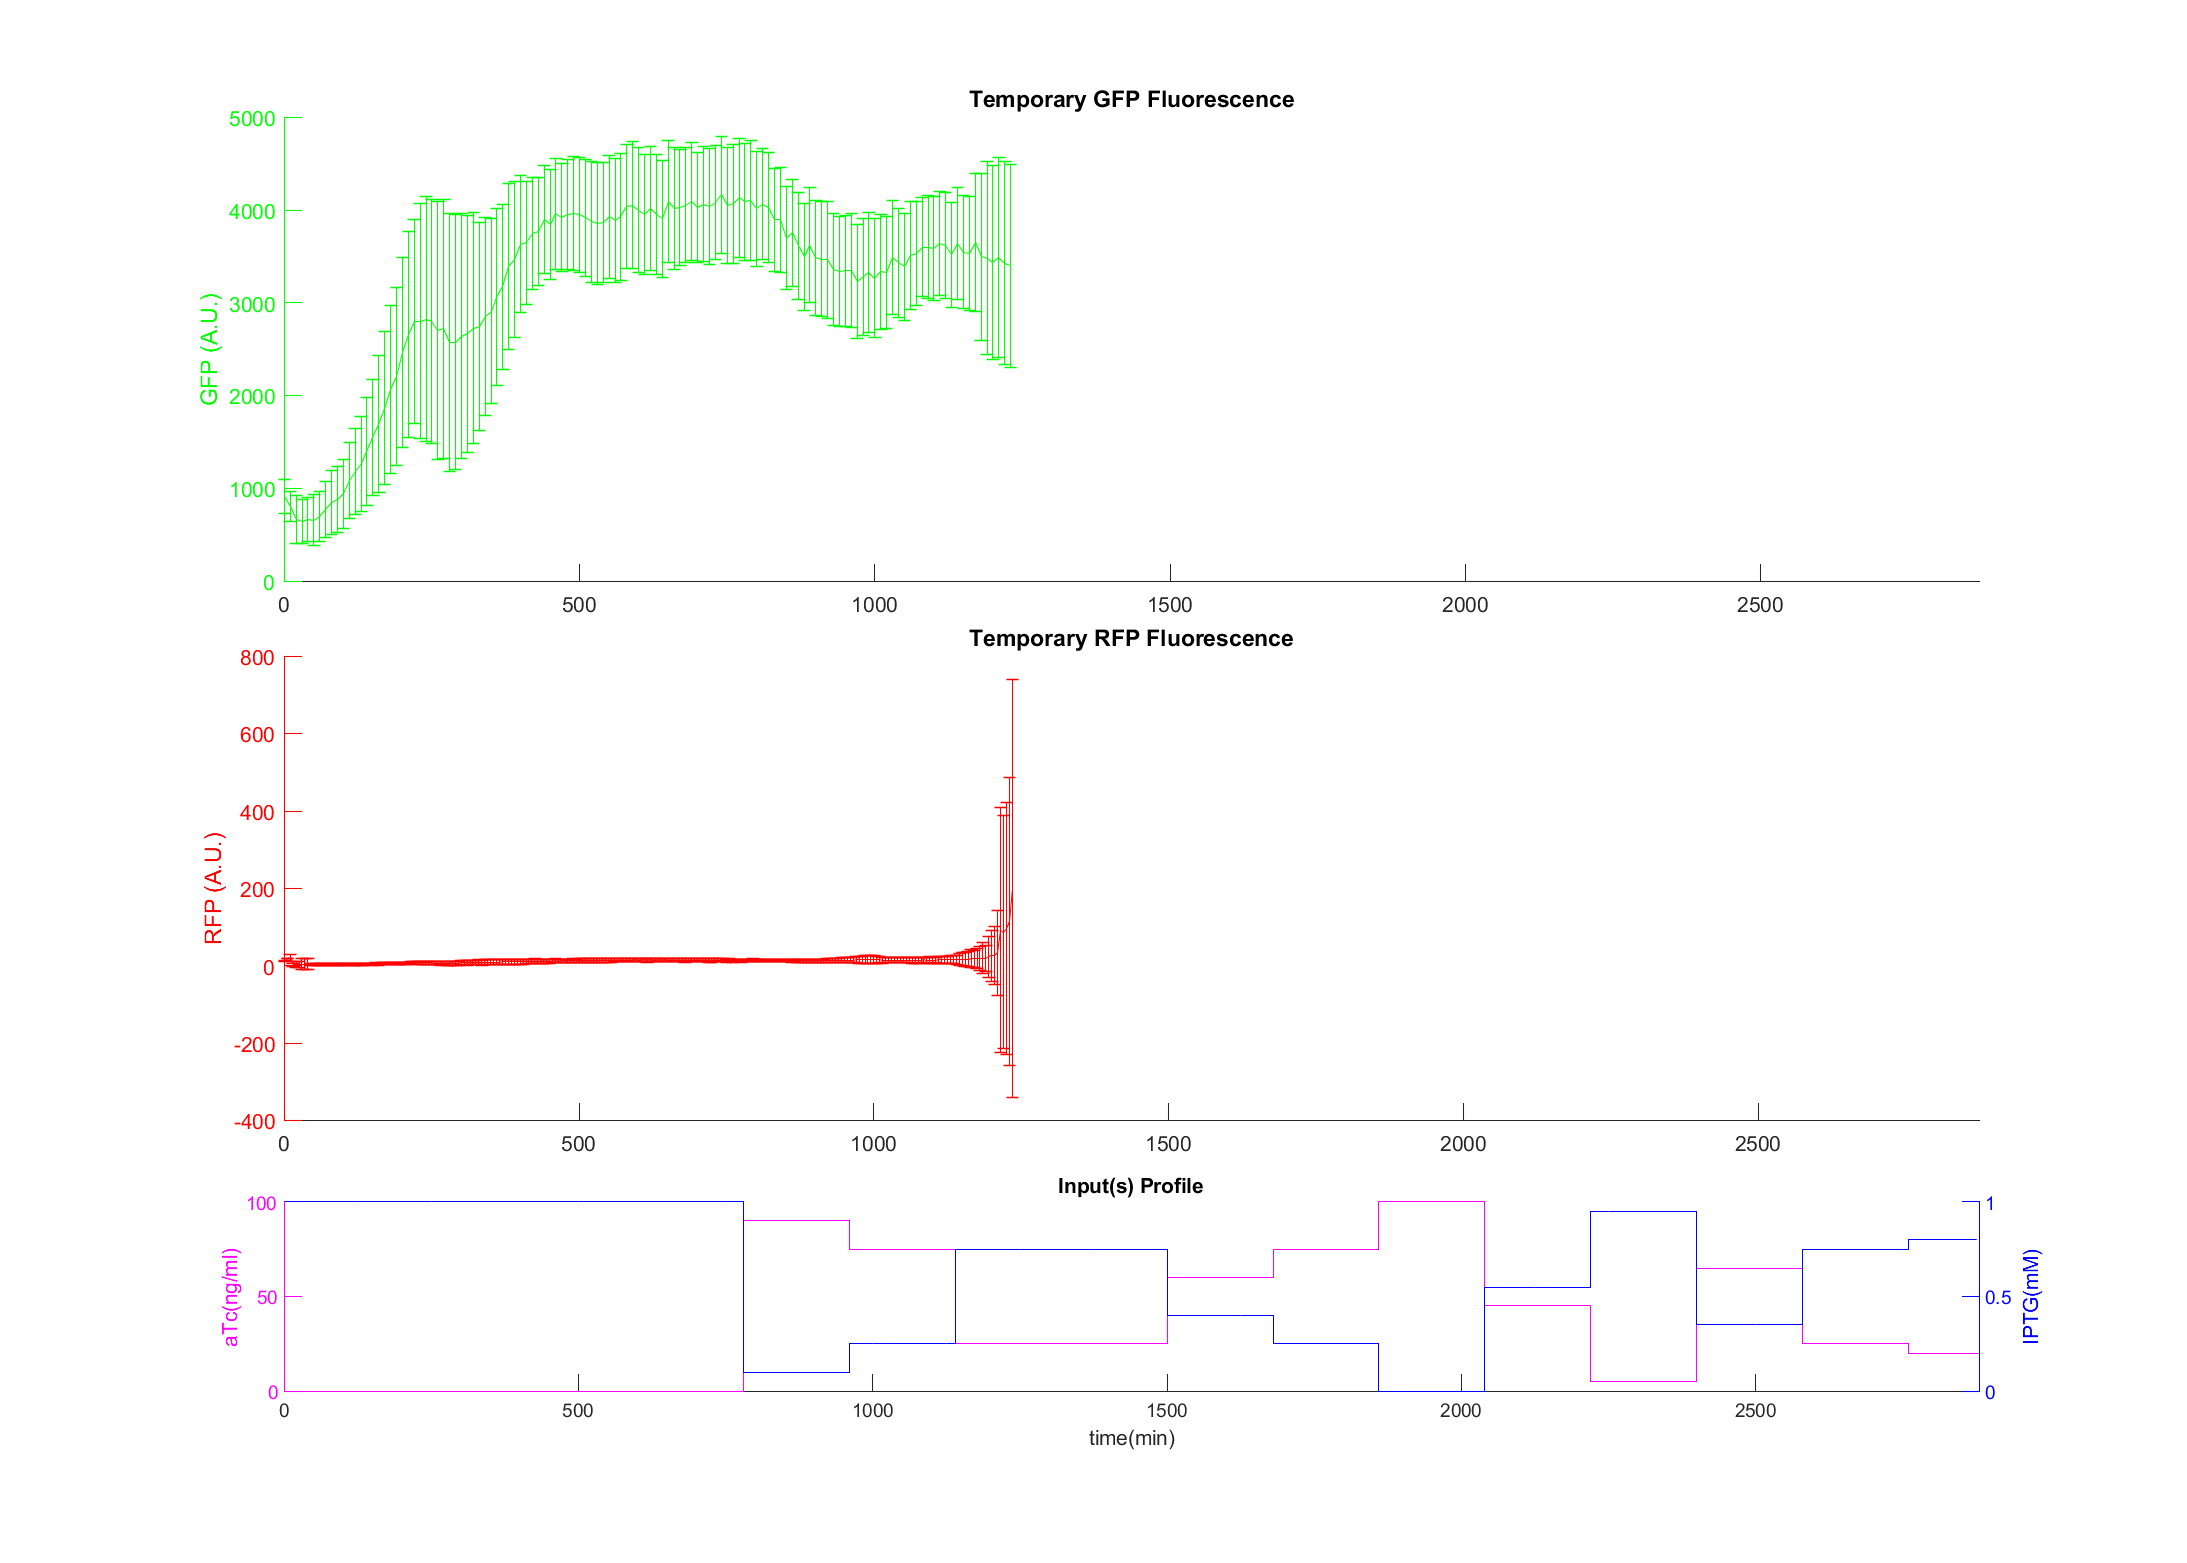 Temporary GFP Fluorescence
5000
4000
3000
2000
1000
0
GFP (A.U.)
0 500 1000 1500 2000 2500
Temporary RFP Fluorescence
800
600
400
200
0
-200
-400
RFP (A.U.)
0 500 1000 1500 2000 2500
Input(s) Profile
100
50
0
aTc(ng/ml)
1
0.5
0
IPTG(mM)
0 500 1000 1500 2000 2500
time(min)